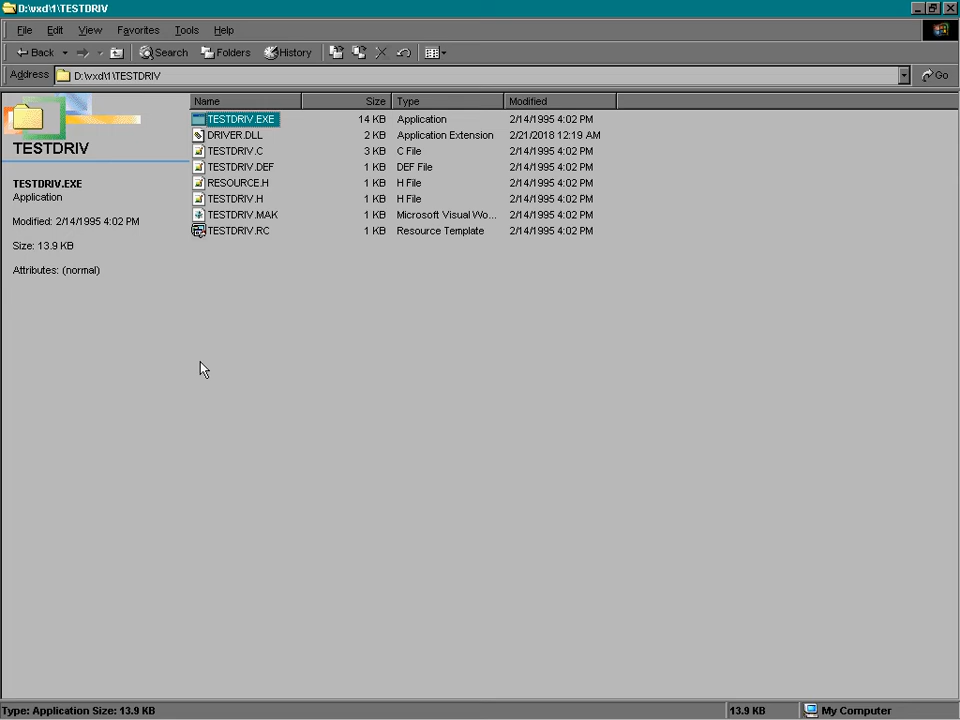 D:\vxd\1\TESTDRIV
File Edit View Favorites Tools Help
Back Search Folders History
Address D:\vxd\1\TESTDRIV Go
Name Size Type Modified
TESTDRIV.EXE 14 KB Application 2/14/1995 4:02 PM
DRIVER.DLL 2 KB Application Extension 2/21/2018 12:19 AM
TESTDRIV.C 3 KB C File 2/14/1995 4:02 PM
TESTDRIV.DEF 1 KB DEF File 2/14/1995 4:02 PM
RESOURCE.H 1 KB H File 2/14/1995 4:02 PM
TESTDRIV.H 1 KB H File 2/14/1995 4:02 PM
TESTDRIV.MAK 1 KB Microsoft Visual Wo... 2/14/1995 4:02 PM
TESTDRIV.RC 1 KB Resource Template 2/14/1995 4:02 PM
TESTDRIV
TESTDRIV.EXE
Application
Modified: 2/14/1995 4:02 PM
Size: 13.9 KB
Attributes: (normal)
Type: Application Size: 13.9 KB 13.9 KB My Computer